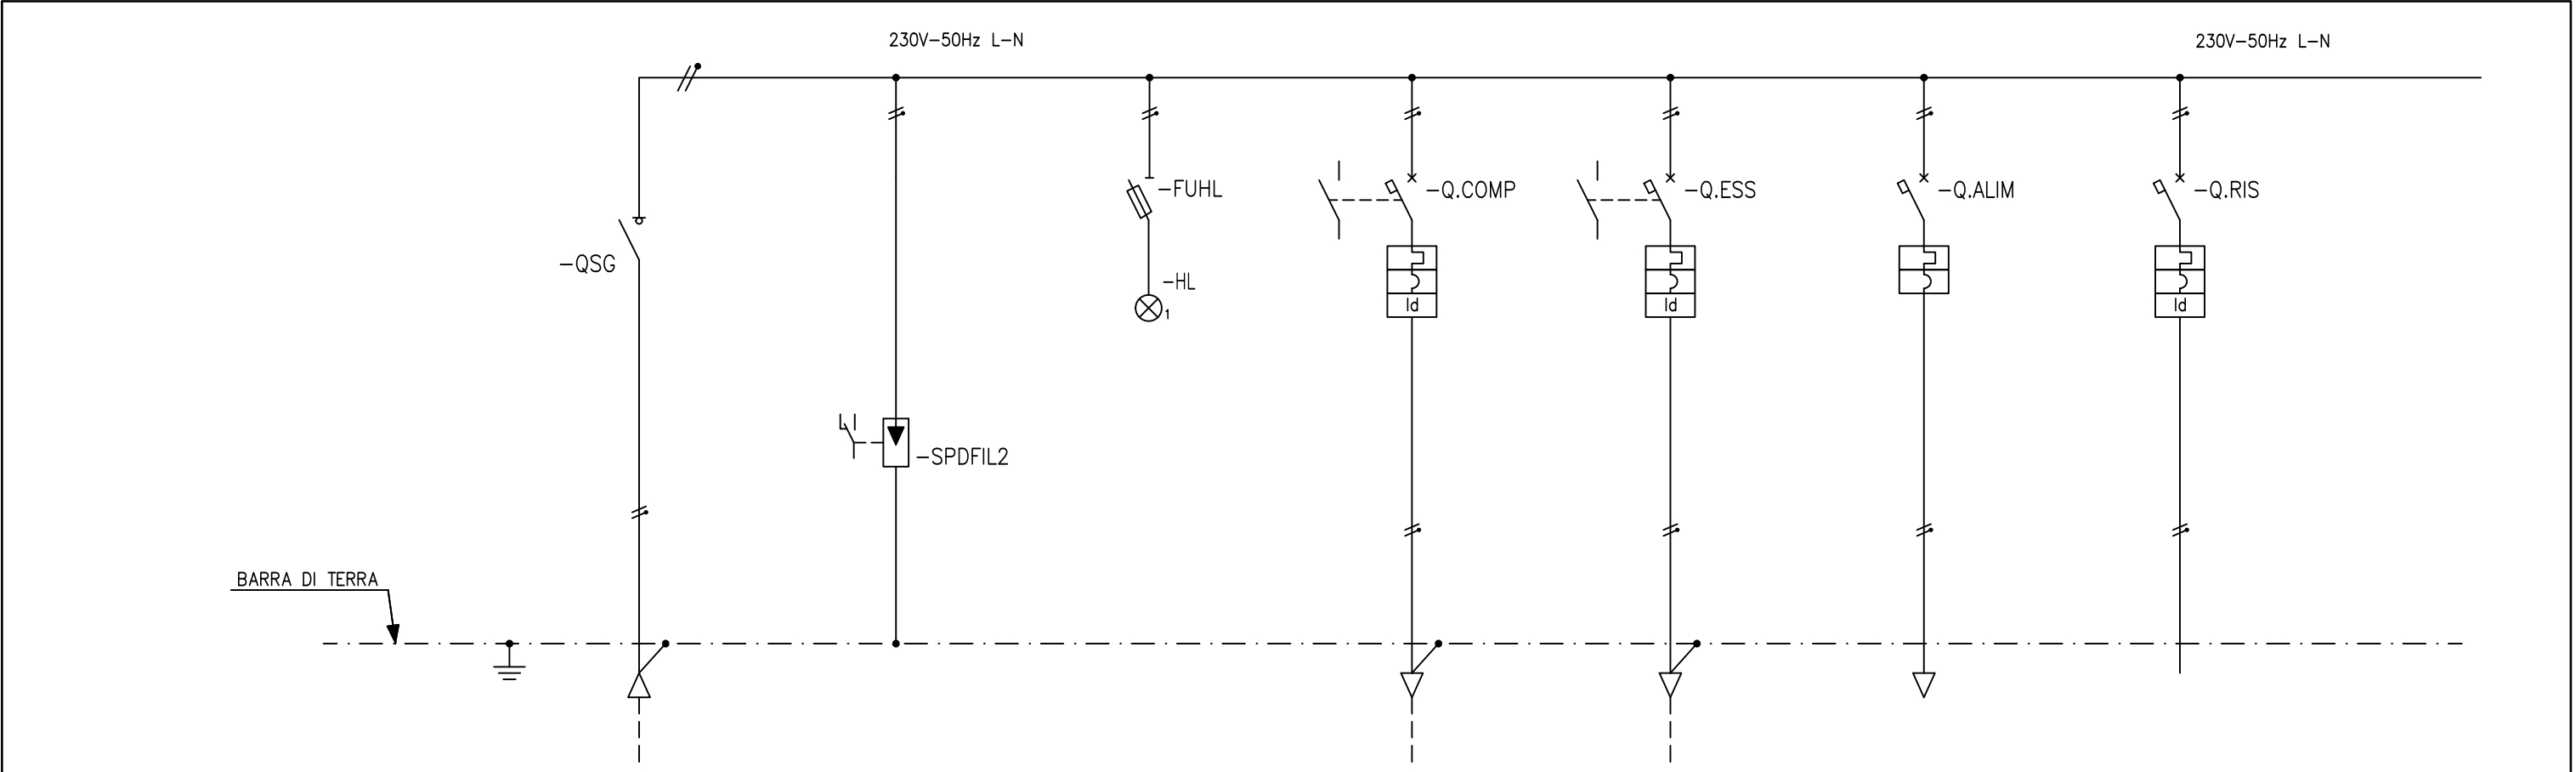 230V-50Hz L-N
230V-50Hz L-N
-FUHL
-Q.COMP
-Q.ESS
-Q.ALIM
-Q.RIS
-QSG
-HL
1
Id
Id
Id
-SPDFIL2
BARRA DI TERRA